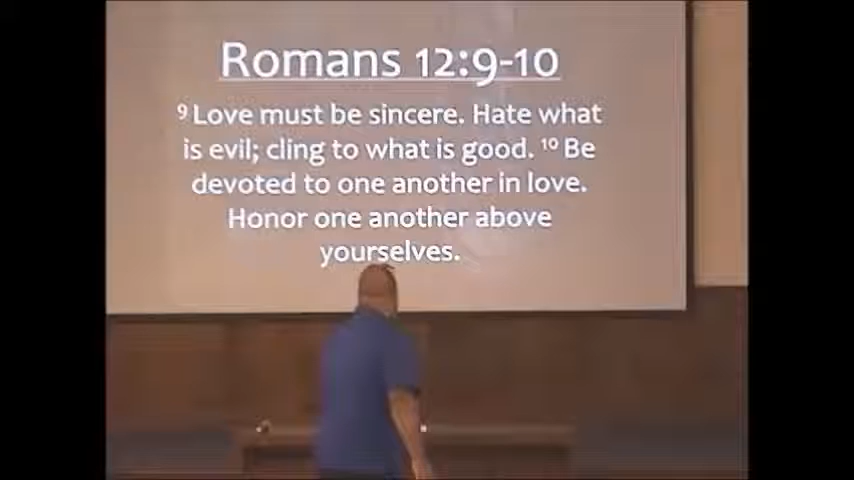 Romans 12:9-10
⁹ Love must be sincere. Hate what
is evil; cling to what is good. ¹⁰ Be
devoted to one another in love.
Honor one another above
yourselves.